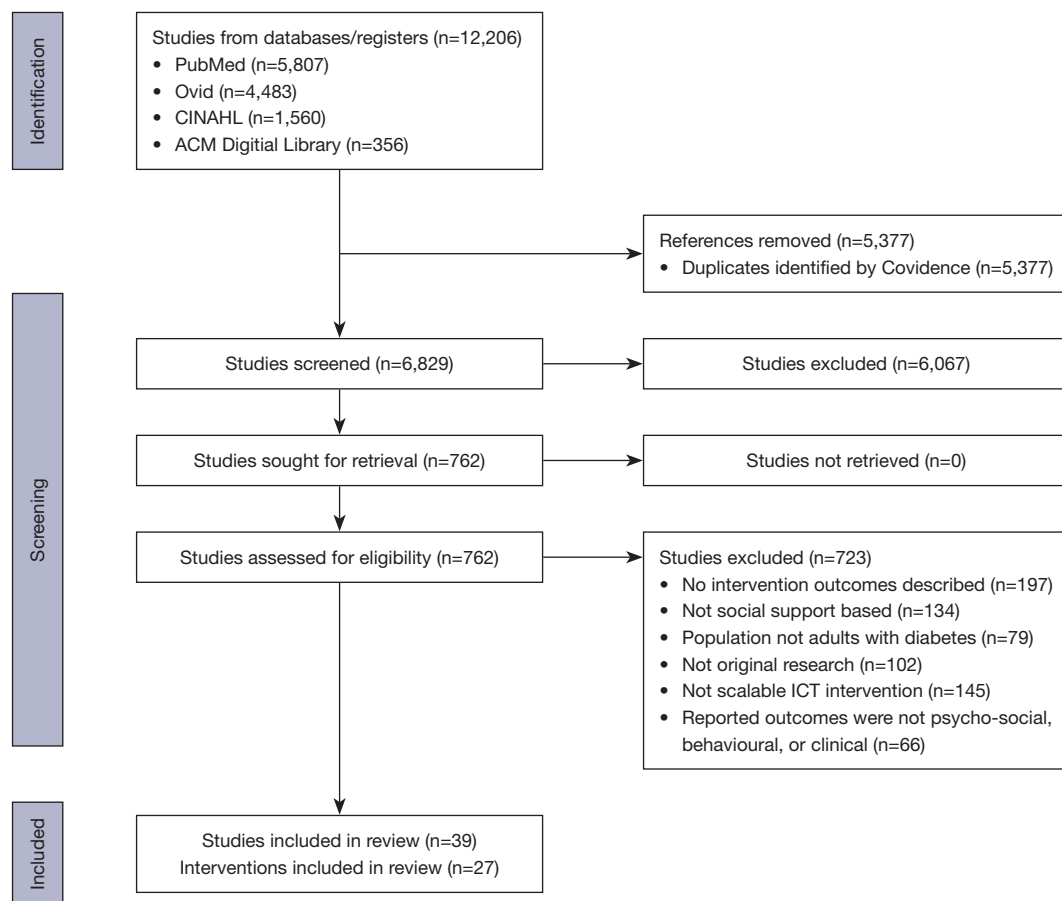 Identification
Studies from databases/registers (n=12,206)
• PubMed (n=5,807)
• Ovid (n=4,483)
• CINAHL (n=1,560)
• ACM Digitial Library (n=356)
References removed (n=5,377)
• Duplicates identified by Covidence (n=5,377)
Screening
Studies screened (n=6,829)
Studies excluded (n=6,067)
Studies sought for retrieval (n=762)
Studies not retrieved (n=0)
Studies assessed for eligibility (n=762)
Studies excluded (n=723)
• No intervention outcomes described (n=197)
• Not social support based (n=134)
• Population not adults with diabetes (n=79)
• Not original research (n=102)
• Not scalable ICT intervention (n=145)
• Reported outcomes were not psycho-social,
behavioural, or clinical (n=66)
Included
Studies included in review (n=39)
Interventions included in review (n=27)